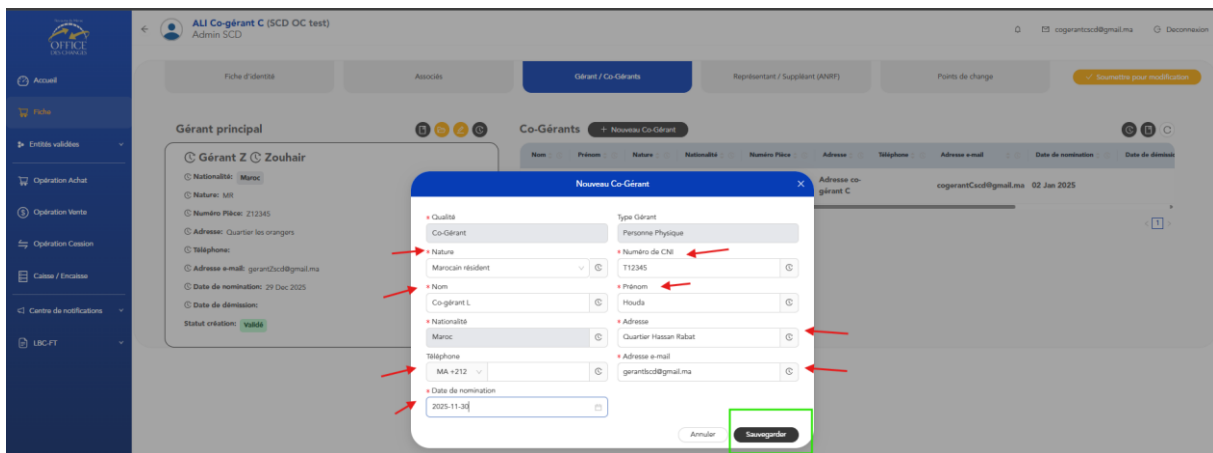 OFFICE
DES CHANGES
ALI Co-gérant C (SCD OC test)
Admin SCD
cogerantcscd@gmail.ma
Deconnexion
Accueil
Fiche
Entités validées
Opération Achat
Opération Vente
Opération Cession
Caisse / Encaisse
Centre de notifications
LBC-FT
Fiche d'identité
Associés
Gérant / Co-Gérants
Représentant / Suppléant (ANRF)
Points de change
Soumettre pour modification
Gérant principal
Co-Gérants
+ Nouveau Co-Gérant
Gérant Z Zouhair
Nationalité: Maroc
Nature: MR
Numéro Pièce: Z12345
Adresse: Quartier les orangers
Téléphone:
Adresse e-mail: gerantZscd@gmail.ma
Date de nomination: 29 Dec 2025
Date de démission:
Statut création: Validé
Nom Prénom Nature Nationalité Numéro Pièce Adresse Téléphone Adresse e-mail Date de nomination Date de démissic
Adresse co-
gérant C
cogerantCscd@gmail.ma 02 Jan 2025
1
Nouveau Co-Gérant
* Qualité
Type Gérant
Co-Gérant
Personne Physique
* Nature
* Numéro de CNI
Marocain résident
T12345
* Nom
* Prénom
Co-gérant L
Houda
* Nationalité
* Adresse
Maroc
Quartier Hassan Rabat
Téléphone
* Adresse e-mail
MA +212
gerantlscd@gmail.ma
* Date de nomination
2025-11-30
Annuler
Sauvegarder